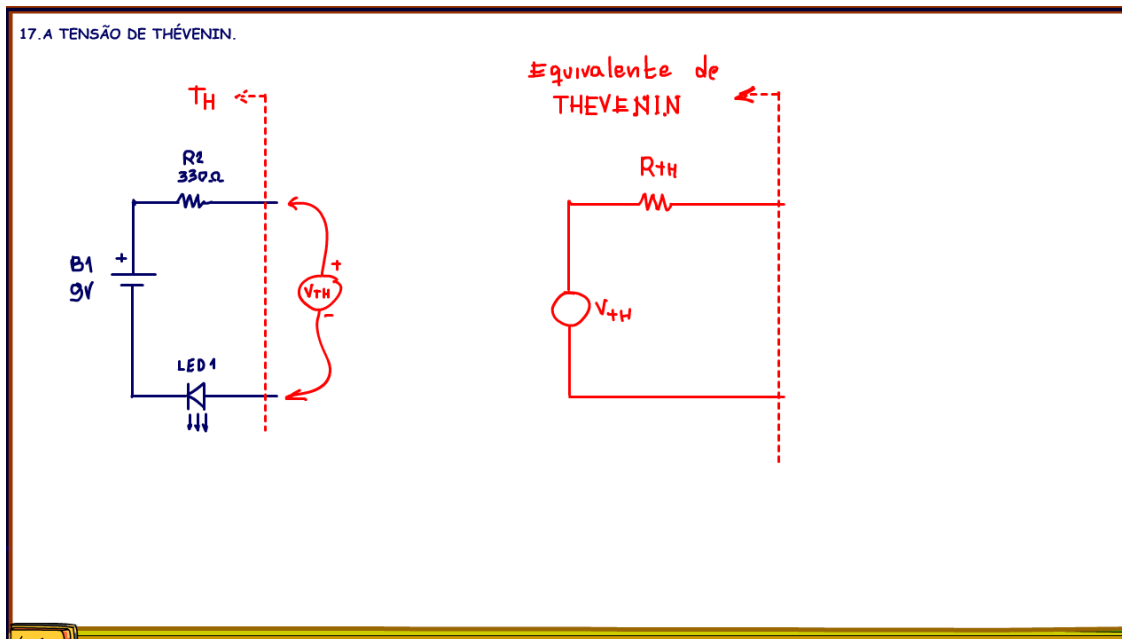 17.A TENSÃO DE THÉVENIN.
Equivalente de
THEVENIN
TH
R2
330Ω
RtH
B1
9V
+
+
VTH
-
VtH
LED1